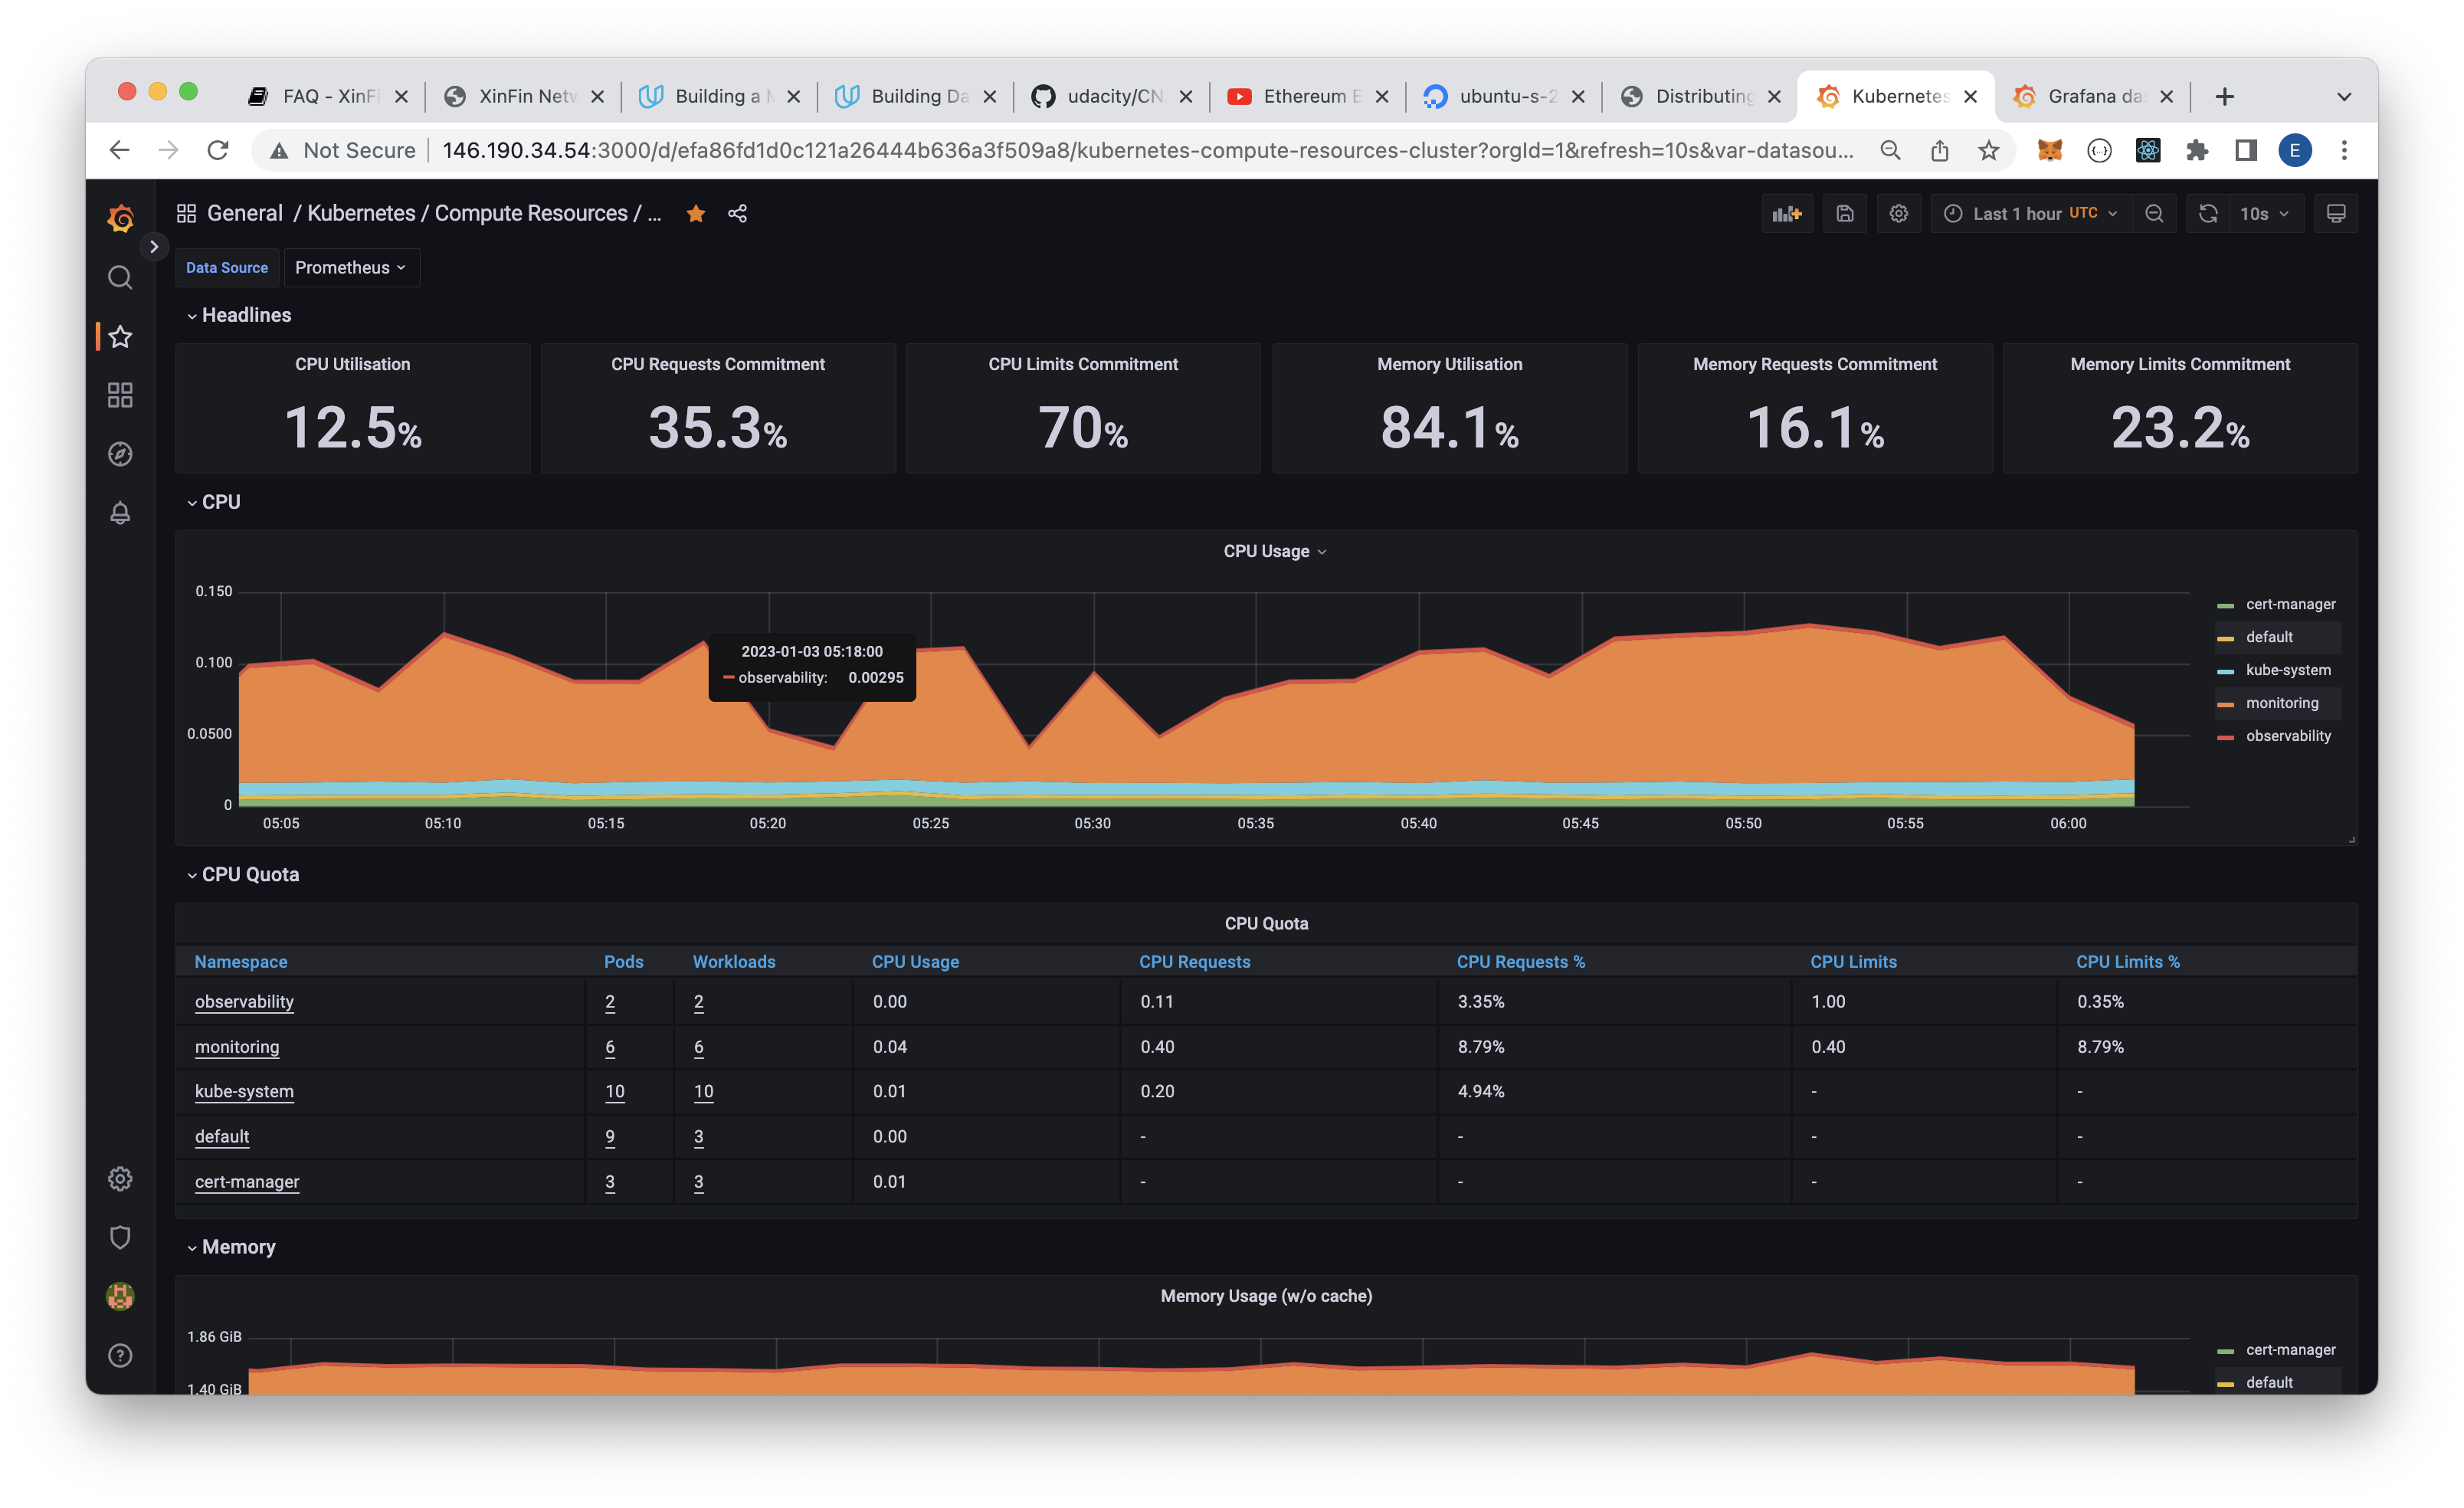 FAQ - XinFi
XinFin Netw
Building a M
Building Da
udacity/CN
Ethereum E
ubuntu-s-2
Distributing
Kubernetes
Grafana da
Not Secure
146.190.34.54:3000/d/efa86fd1d0c121a26444b636a3f509a8/kubernetes-compute-resources-cluster?orgId=1&refresh=10s&var-datasou...
E
General / Kubernetes / Compute Resources / ...
Last 1 hour UTC
10s
Data Source Prometheus
Headlines
CPU Utilisation
12.5%
CPU Requests Commitment
35.3%
CPU Limits Commitment
70%
Memory Utilisation
84.1%
Memory Requests Commitment
16.1%
Memory Limits Commitment
23.2%
CPU
CPU Usage
0.150
0.100
0.0500
0
2023-01-03 05:18:00
observability: 0.00295
cert-manager
default
kube-system
monitoring
observability
05:05 05:10 05:15 05:20 05:25 05:30 05:35 05:40 05:45 05:50 05:55 06:00
CPU Quota
CPU Quota
Namespace Pods Workloads CPU Usage CPU Requests CPU Requests % CPU Limits CPU Limits %
observability 2 2 0.00 0.11 3.35% 1.00 0.35%
monitoring 6 6 0.04 0.40 8.79% 0.40 8.79%
kube-system 10 10 0.01 0.20 4.94% - -
default 9 3 0.00 - - - -
cert-manager 3 3 0.01 - - - -
Memory
Memory Usage (w/o cache)
1.86 GiB
1.40 GiB
cert-manager
default